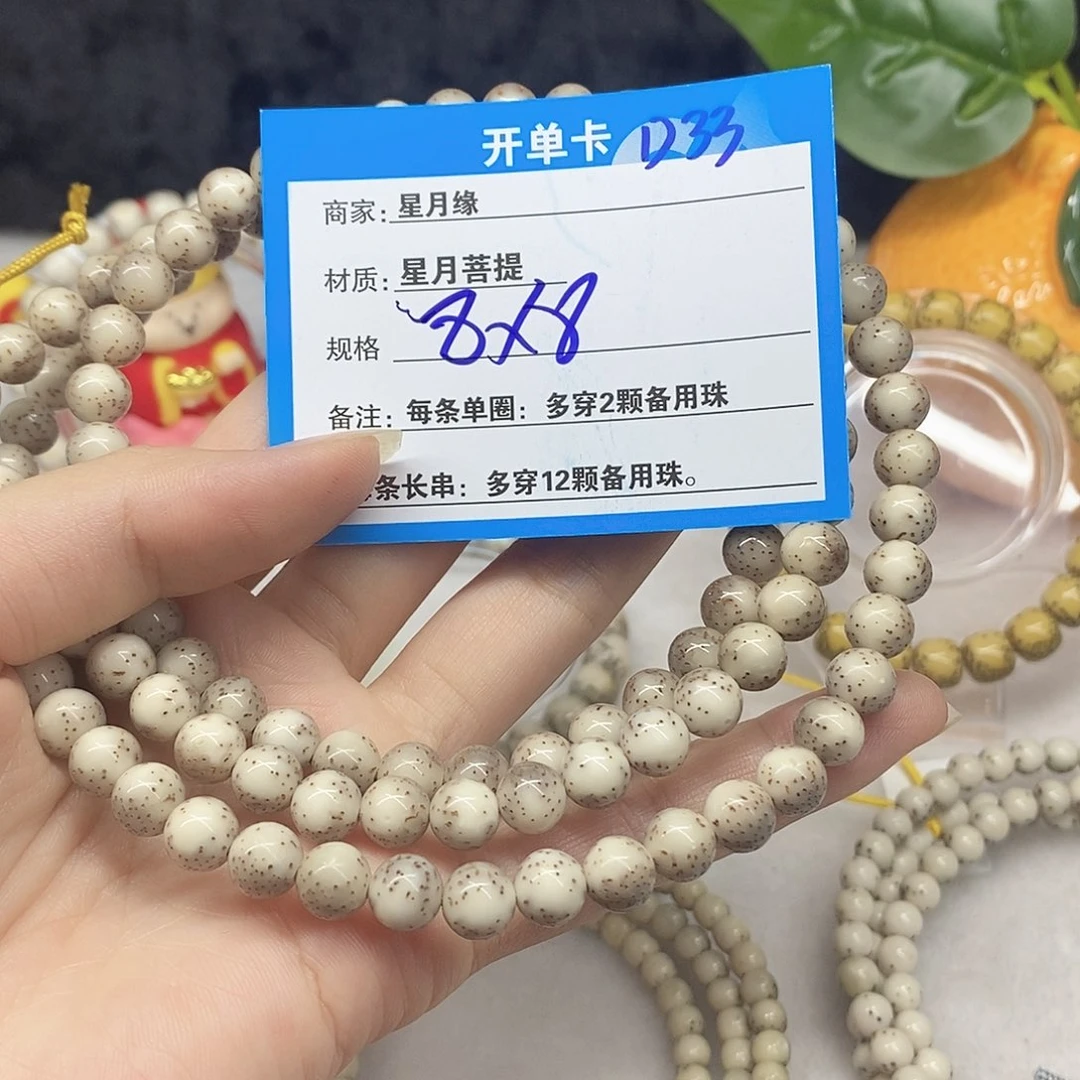 开单卡 D33
商家：星月缘
材质：星月菩提
规格 8x8
备注：每条单圈：多穿2颗备用珠
条长串：多穿12颗备用珠。